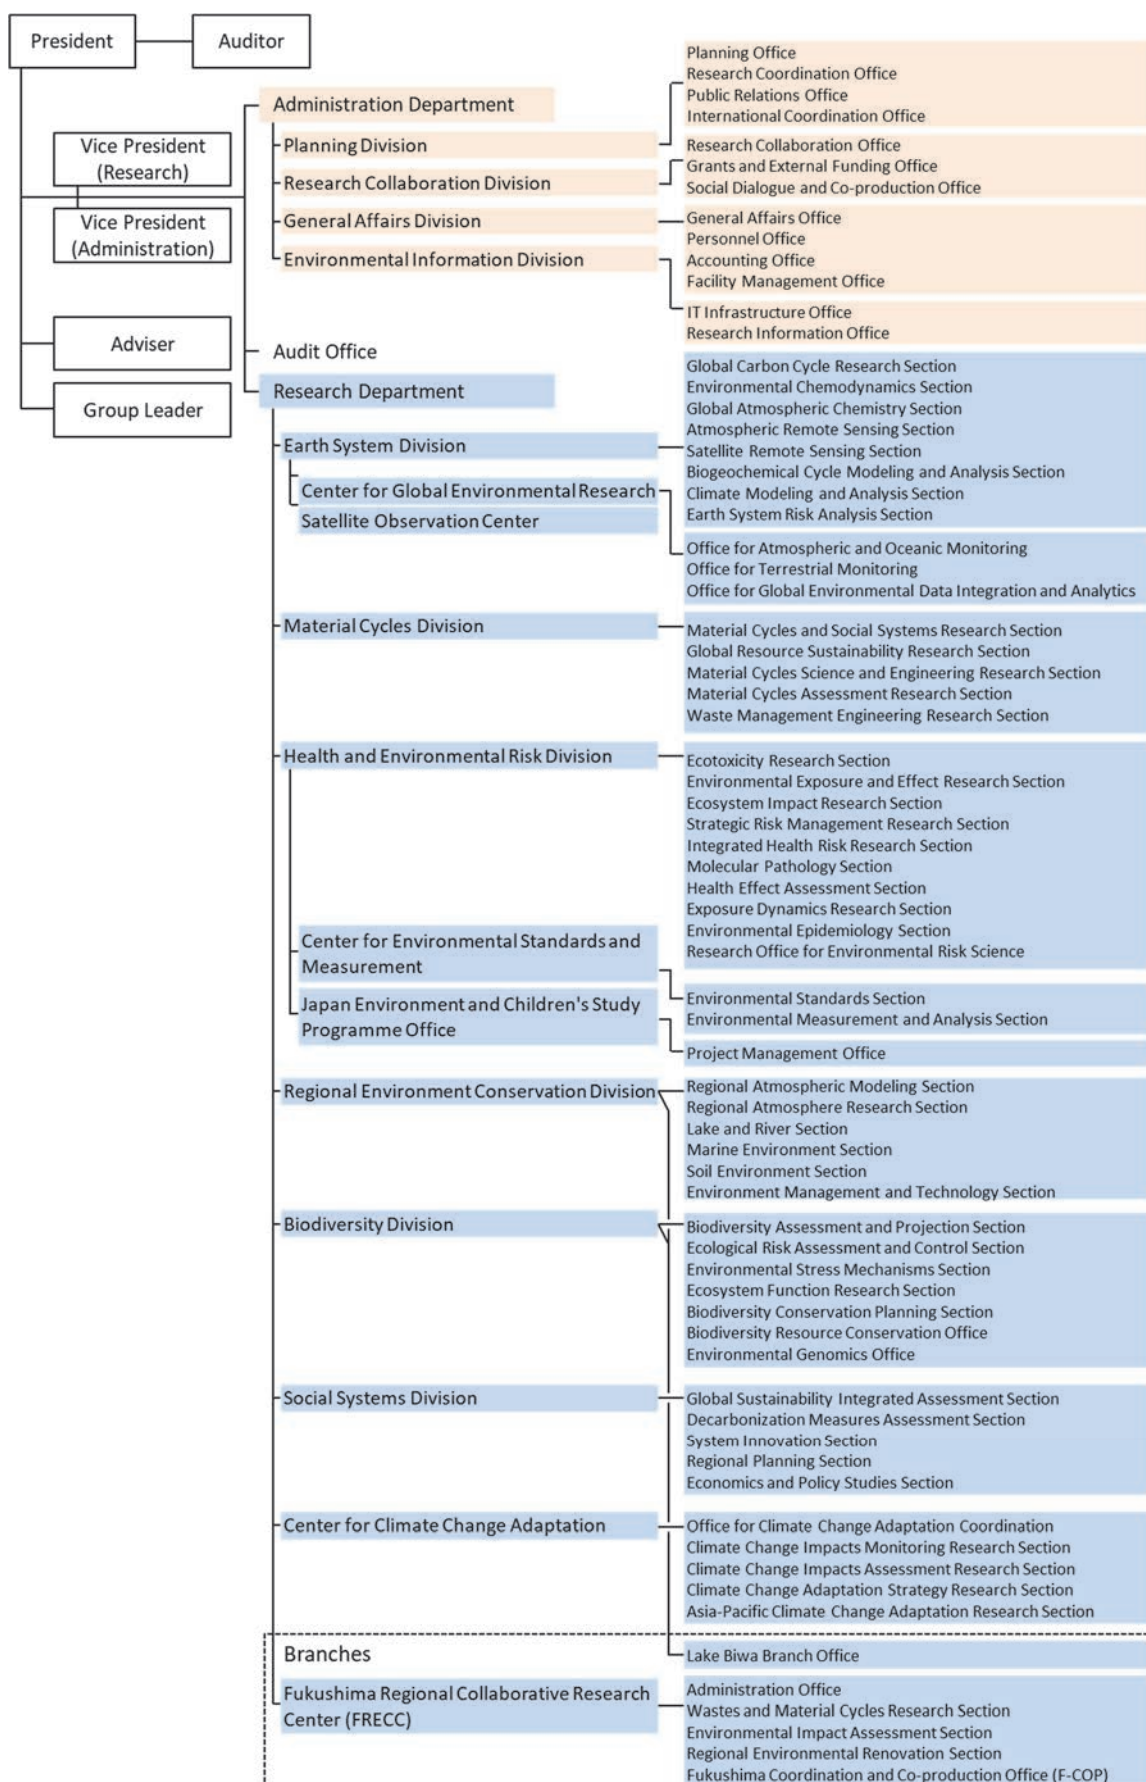 President
Auditor
Vice President
(Research)
Vice President
(Administration)
Adviser
Group Leader
Administration Department
Planning Division
Planning Office
Research Coordination Office
Public Relations Office
International Coordination Office
Research Collaboration Division
Research Collaboration Office
Grants and External Funding Office
Social Dialogue and Co-production Office
General Affairs Division
General Affairs Office
Personnel Office
Accounting Office
Facility Management Office
Environmental Information Division
IT Infrastructure Office
Research Information Office
Audit Office
Research Department
Earth System Division
Global Carbon Cycle Research Section
Environmental Chemodynamics Section
Global Atmospheric Chemistry Section
Atmospheric Remote Sensing Section
Satellite Remote Sensing Section
Biogeochemical Cycle Modeling and Analysis Section
Climate Modeling and Analysis Section
Earth System Risk Analysis Section
Center for Global Environmental Research
Satellite Observation Center
Office for Atmospheric and Oceanic Monitoring
Office for Terrestrial Monitoring
Office for Global Environmental Data Integration and Analytics
Material Cycles Division
Material Cycles and Social Systems Research Section
Global Resource Sustainability Research Section
Material Cycles Science and Engineering Research Section
Material Cycles Assessment Research Section
Waste Management Engineering Research Section
Health and Environmental Risk Division
Ecotoxicity Research Section
Environmental Exposure and Effect Research Section
Ecosystem Impact Research Section
Strategic Risk Management Research Section
Integrated Health Risk Research Section
Molecular Pathology Section
Health Effect Assessment Section
Exposure Dynamics Research Section
Environmental Epidemiology Section
Research Office for Environmental Risk Science
Center for Environmental Standards and
Measurement
Environmental Standards Section
Environmental Measurement and Analysis Section
Japan Environment and Children's Study
Programme Office
Project Management Office
Regional Environment Conservation Division
Regional Atmospheric Modeling Section
Regional Atmosphere Research Section
Lake and River Section
Marine Environment Section
Soil Environment Section
Environment Management and Technology Section
Biodiversity Division
Biodiversity Assessment and Projection Section
Ecological Risk Assessment and Control Section
Environmental Stress Mechanisms Section
Ecosystem Function Research Section
Biodiversity Conservation Planning Section
Biodiversity Resource Conservation Office
Environmental Genomics Office
Social Systems Division
Global Sustainability Integrated Assessment Section
Decarbonization Measures Assessment Section
System Innovation Section
Regional Planning Section
Economics and Policy Studies Section
Center for Climate Change Adaptation
Office for Climate Change Adaptation Coordination
Climate Change Impacts Monitoring Research Section
Climate Change Impacts Assessment Research Section
Climate Change Adaptation Strategy Research Section
Asia-Pacific Climate Change Adaptation Research Section
Branches
Lake Biwa Branch Office
Fukushima Regional Collaborative Research
Center (FRECC)
Administration Office
Wastes and Material Cycles Research Section
Environmental Impact Assessment Section
Regional Environmental Renovation Section
Fukushima Coordination and Co-production Office (F-COP)